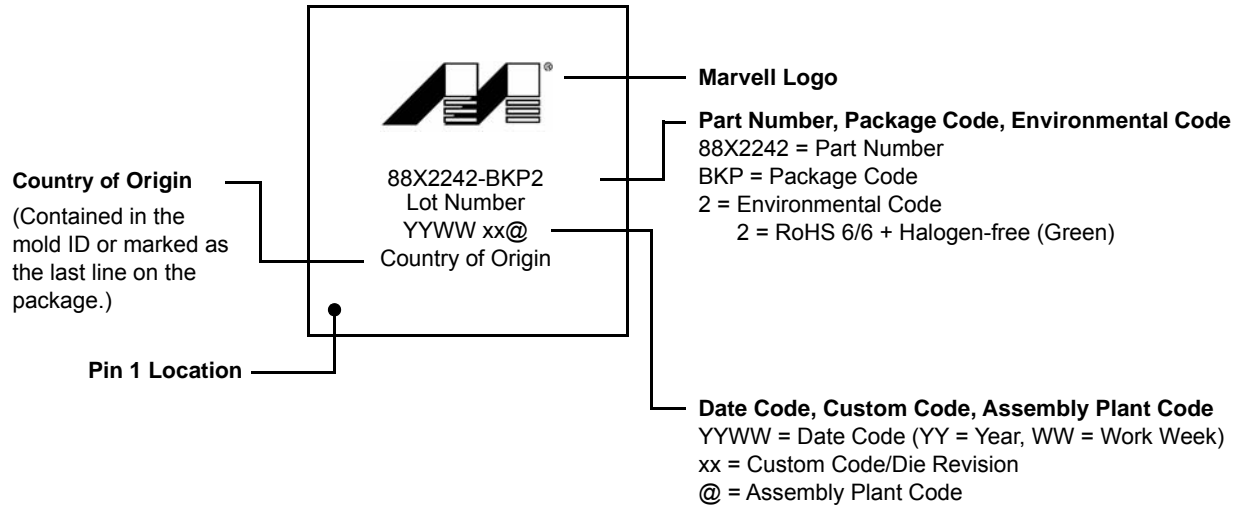 ®
Marvell Logo
Part Number, Package Code, Environmental Code
88X2242 = Part Number
BKP = Package Code
2 = Environmental Code
2 = RoHS 6/6 + Halogen-free (Green)
88X2242-BKP2
Lot Number
YYWW xx@
Country of Origin
Country of Origin
(Contained in the
mold ID or marked as
the last line on the
package.)
Pin 1 Location
Date Code, Custom Code, Assembly Plant Code
YYWW = Date Code (YY = Year, WW = Work Week)
xx = Custom Code/Die Revision
@ = Assembly Plant Code